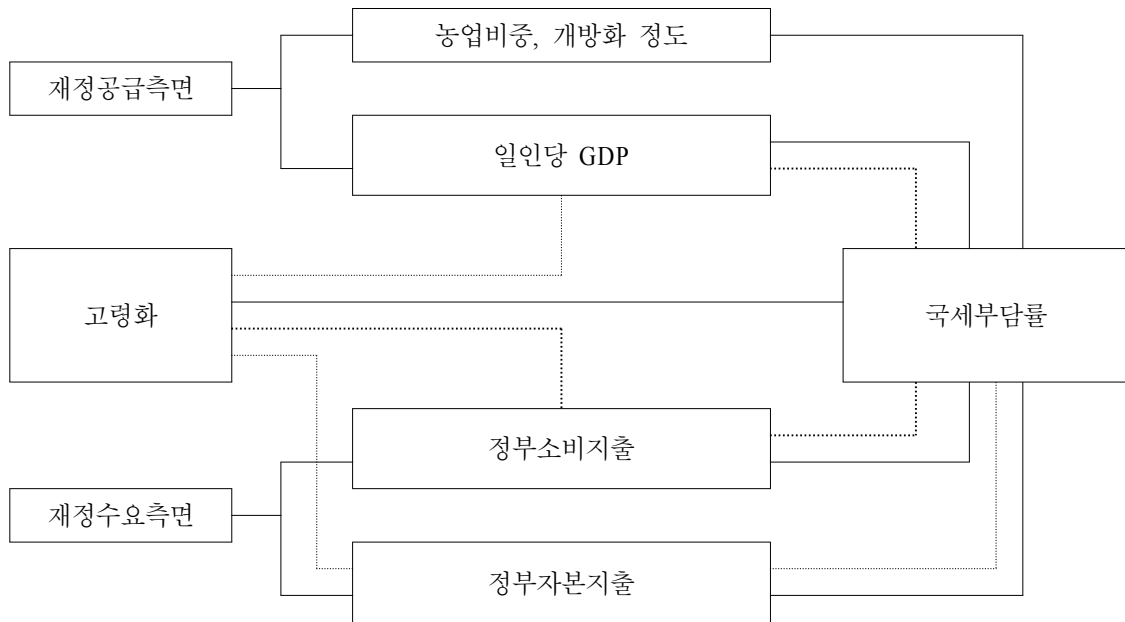 농업비중, 개방화 정도
재정공급측면
일인당 GDP
고령화
국세부담률
정부소비지출
재정수요측면
정부자본지출